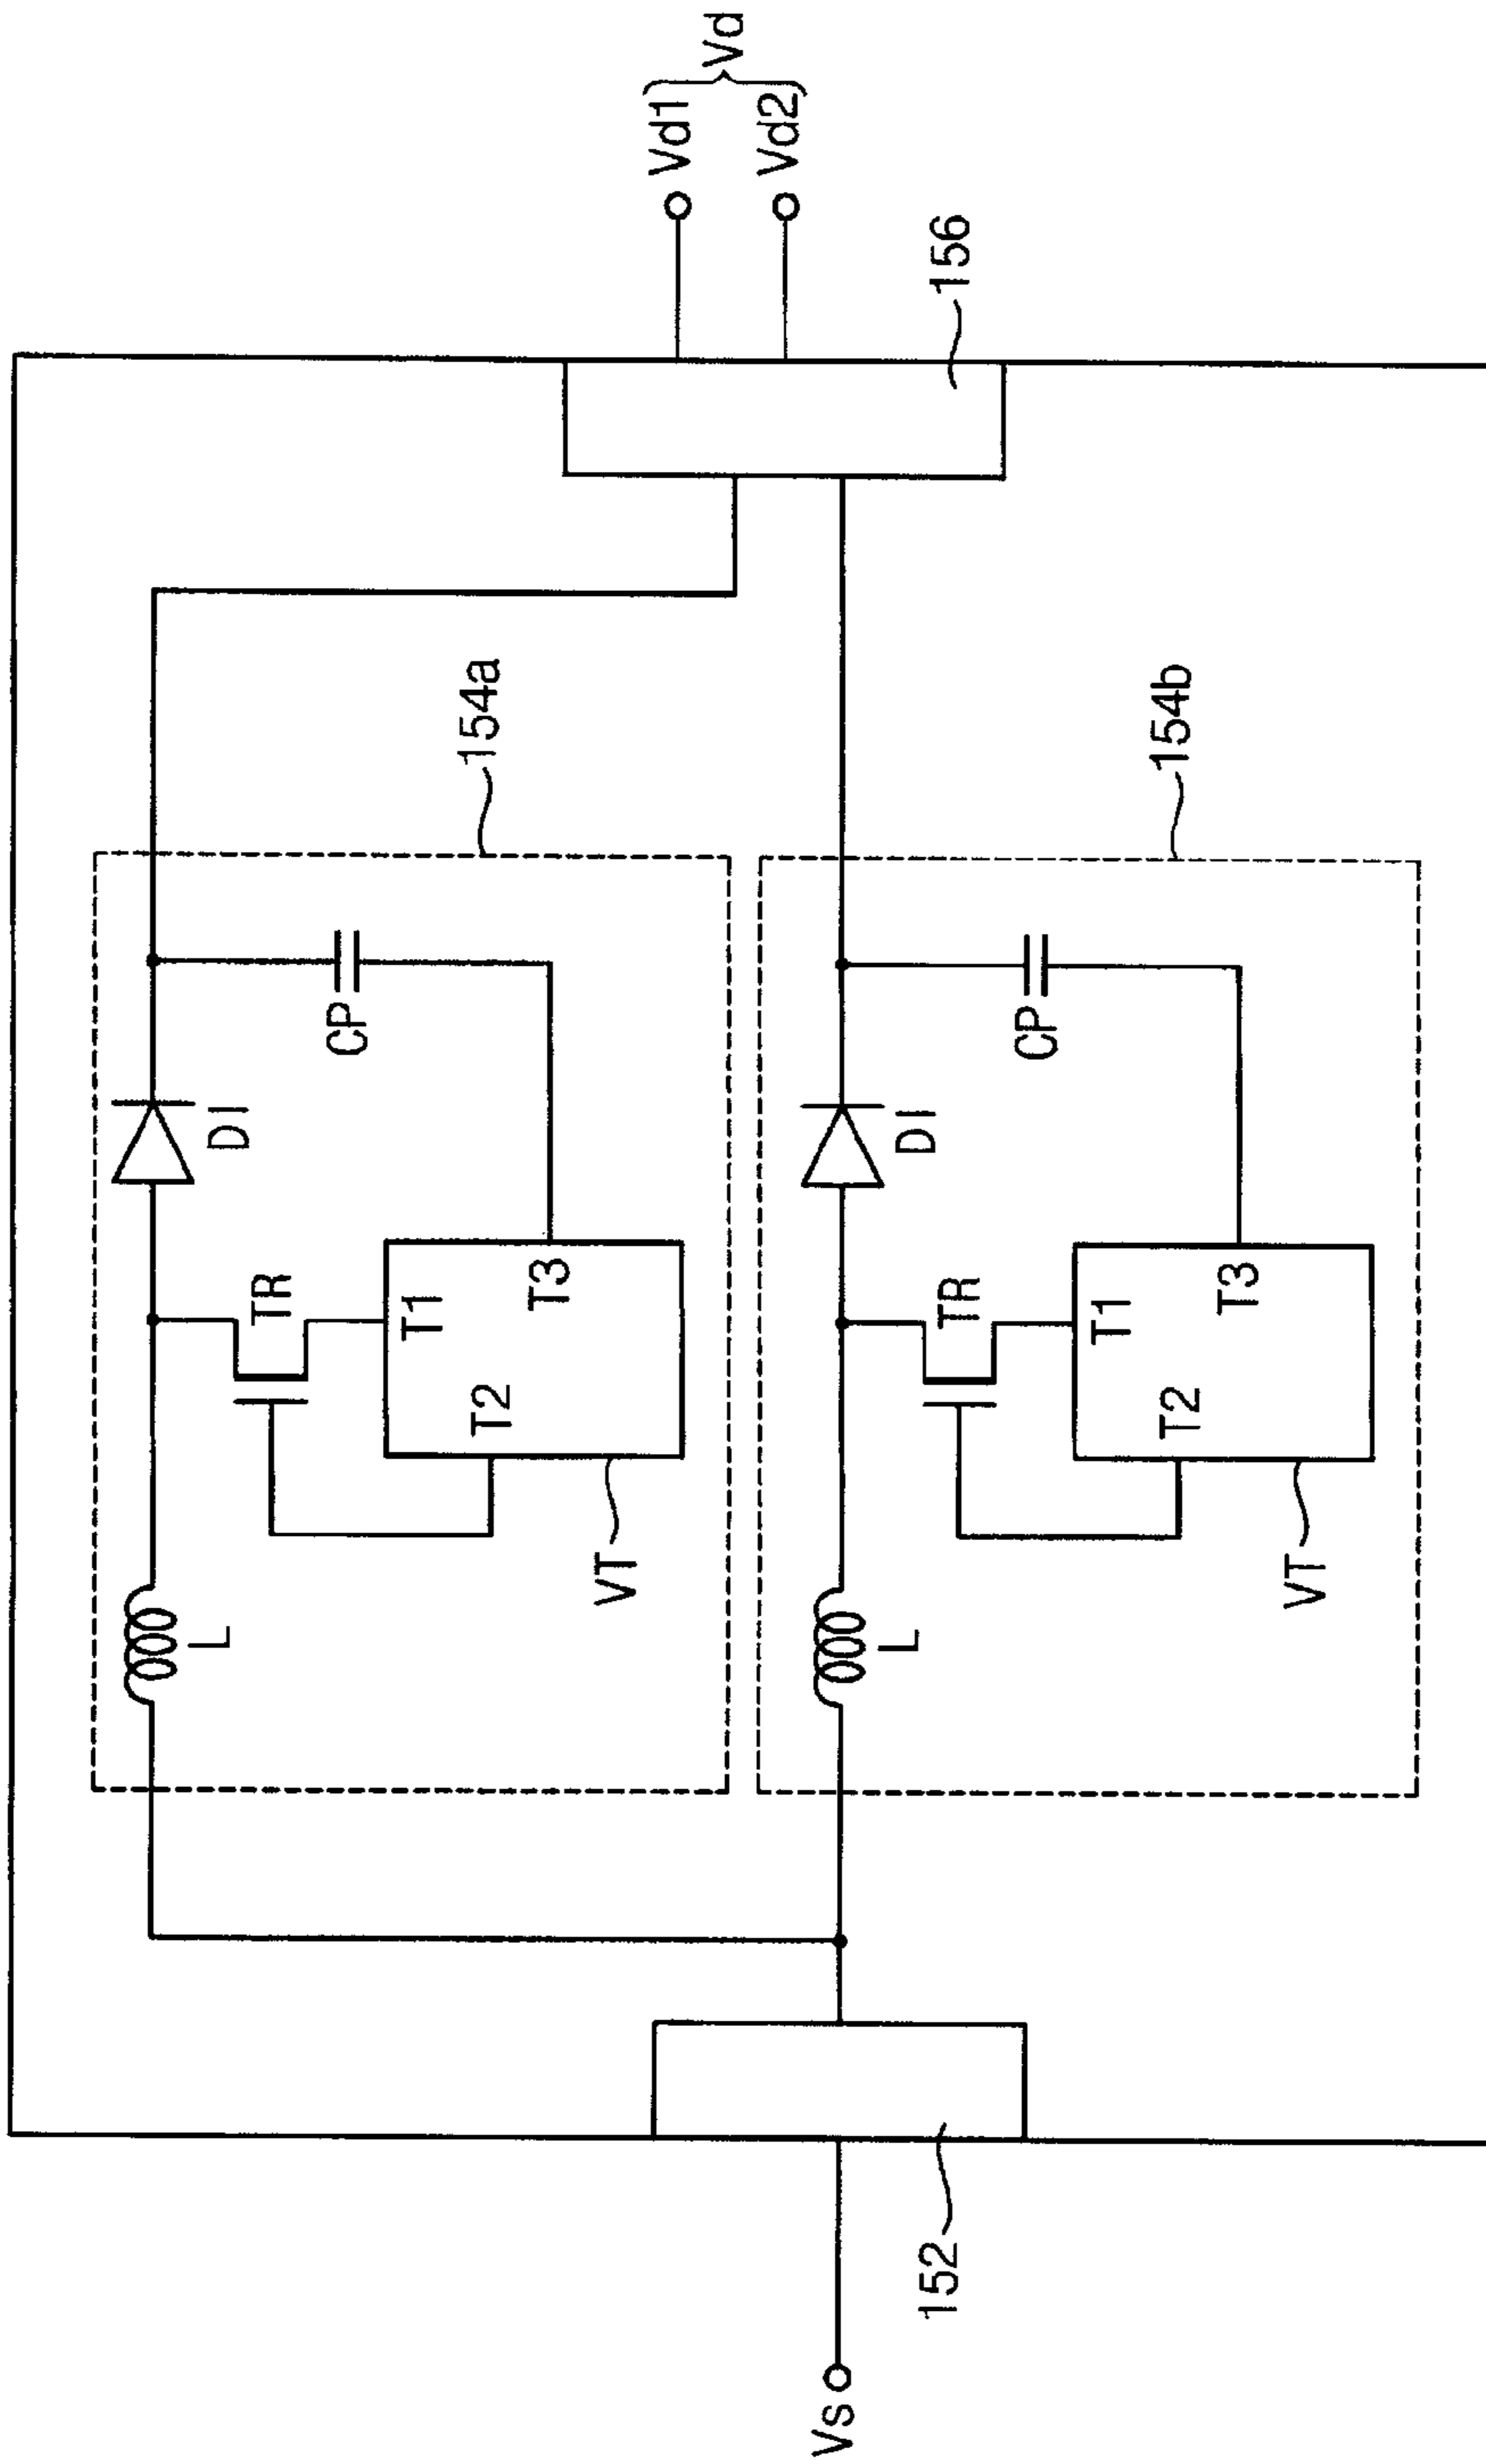 Vs
152
154a
L
TR
DI
CP
T1
T2
T3
VT
154b
L
TR
DI
CP
T1
T2
T3
VT
156
Vd1
Vd2
Vd